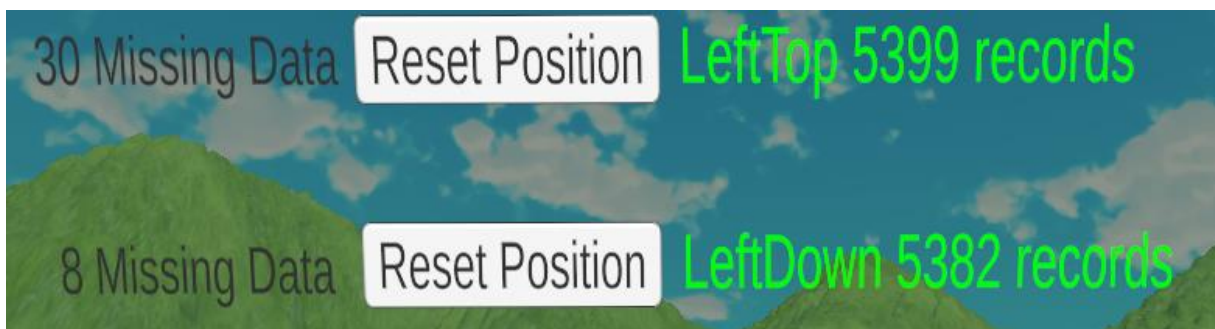 30 Missing Data Reset Position LeftTop 5399 records
8 Missing Data Reset Position LeftDown 5382 records